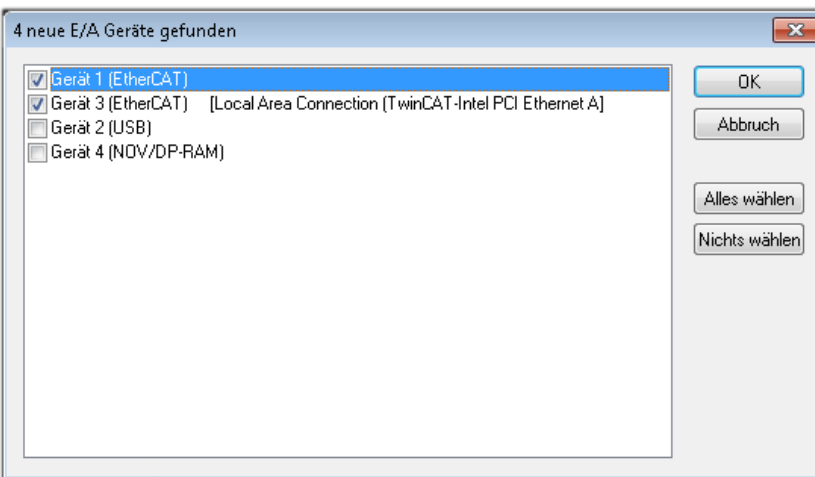 4 neue E/A Geräte gefunden
Gerät 1 (EtherCAT)
Gerät 3 (EtherCAT) [Local Area Connection (TwinCAT-Intel PCI Ethernet A]
Gerät 2 (USB)
Gerät 4 (NOV/DP-RAM)
OK
Abbruch
Alles wählen
Nichts wählen